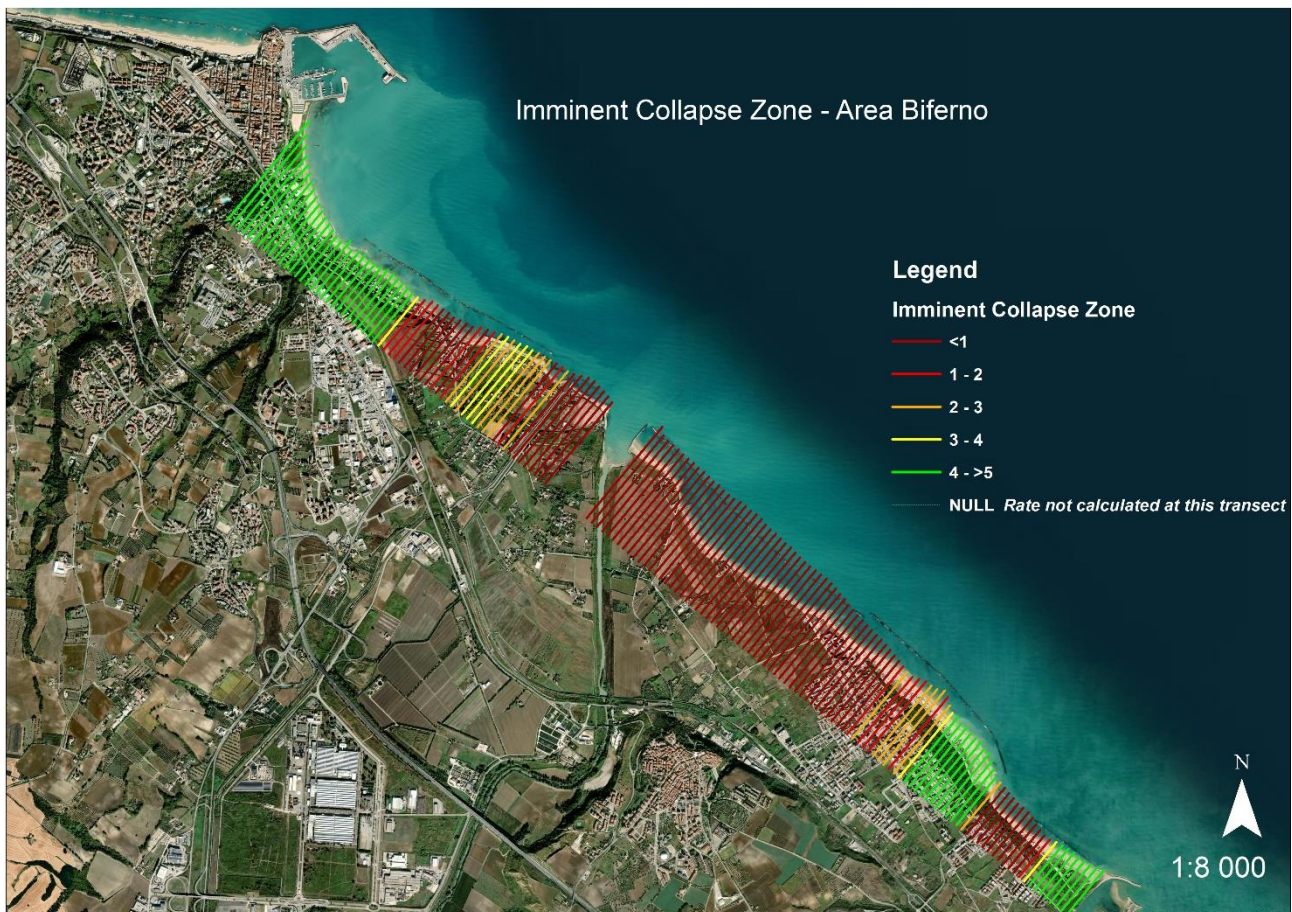 Imminent Collapse Zone - Area Biferno
Legend
Imminent Collapse Zone
<1
1 - 2
2 - 3
3 - 4
4 - >5
NULL Rate not calculated at this transect
N
1:8 000